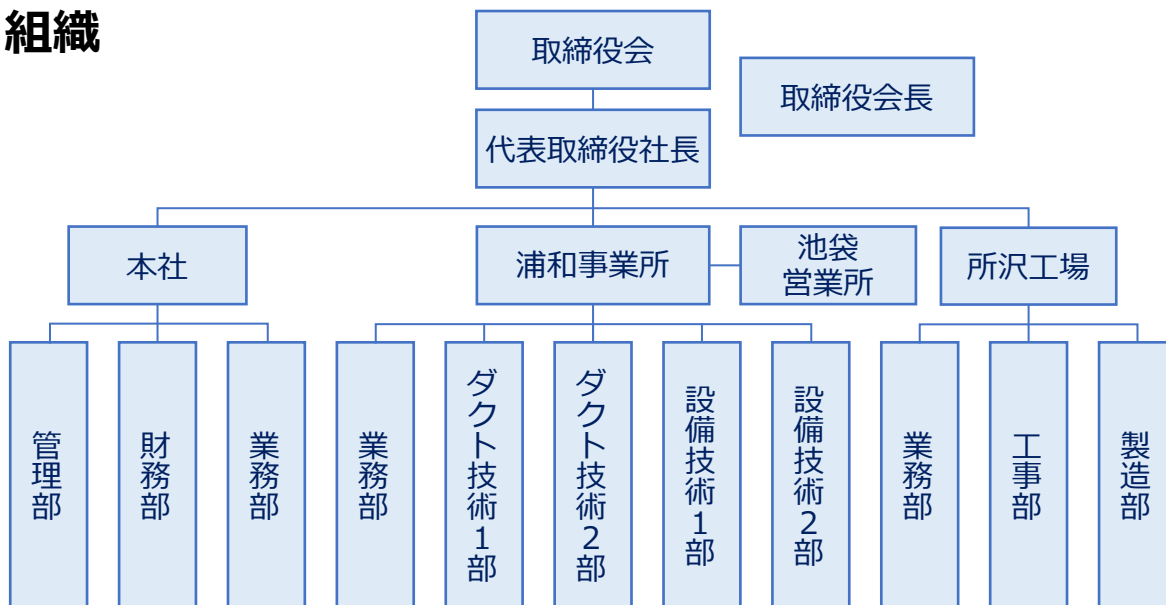 組織
取締役会
取締役会長
代表取締役社長
本社
浦和事業所
池袋
営業所
所沢工場
管理部
財務部
業務部
業務部
ダクト技術1部
ダクト技術2部
設備技術1部
設備技術2部
業務部
工事部
製造部